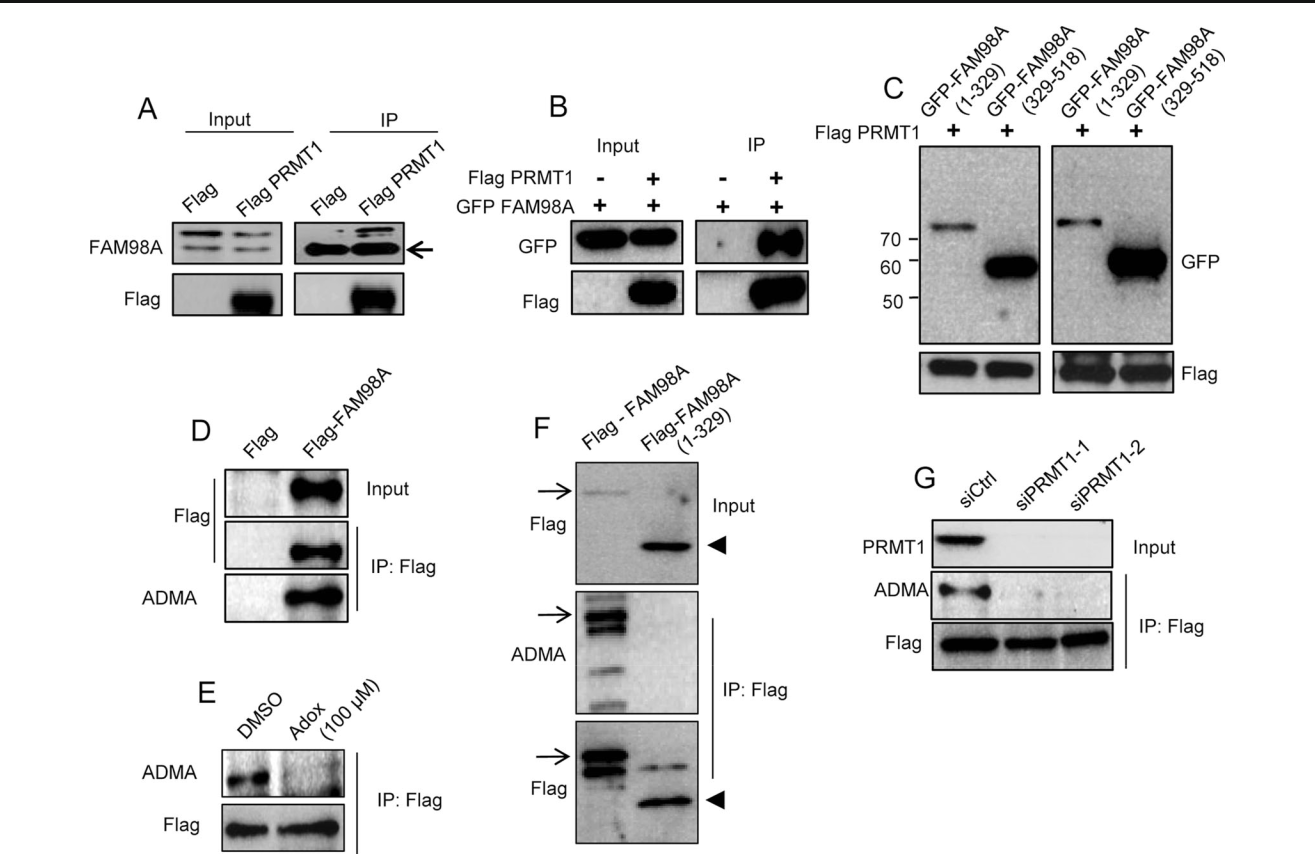 A
Input IP
Flag Flag PRMT1 Flag Flag PRMT1
FAM98A
Flag
B
Input IP
Flag PRMT1 - + - +
GFP FAM98A + + + +
GFP
Flag
C
GFP-FAM98A (1-329) GFP-FAM98A (329-518) GFP-FAM98A (1-329) GFP-FAM98A (329-518)
Flag PRMT1 + + + +
70
60
50
GFP
Flag
D
Flag Flag-FAM98A
Flag
Input
IP: Flag
ADMA
E
DMSO Adox (100 µM)
ADMA
IP: Flag
Flag
F
Flag - FAM98A Flag-FAM98A (1-329)
Input
Flag
ADMA
IP: Flag
Flag
G
siCtrl siPRMT1-1 siPRMT1-2
PRMT1 Input
ADMA
IP: Flag
Flag